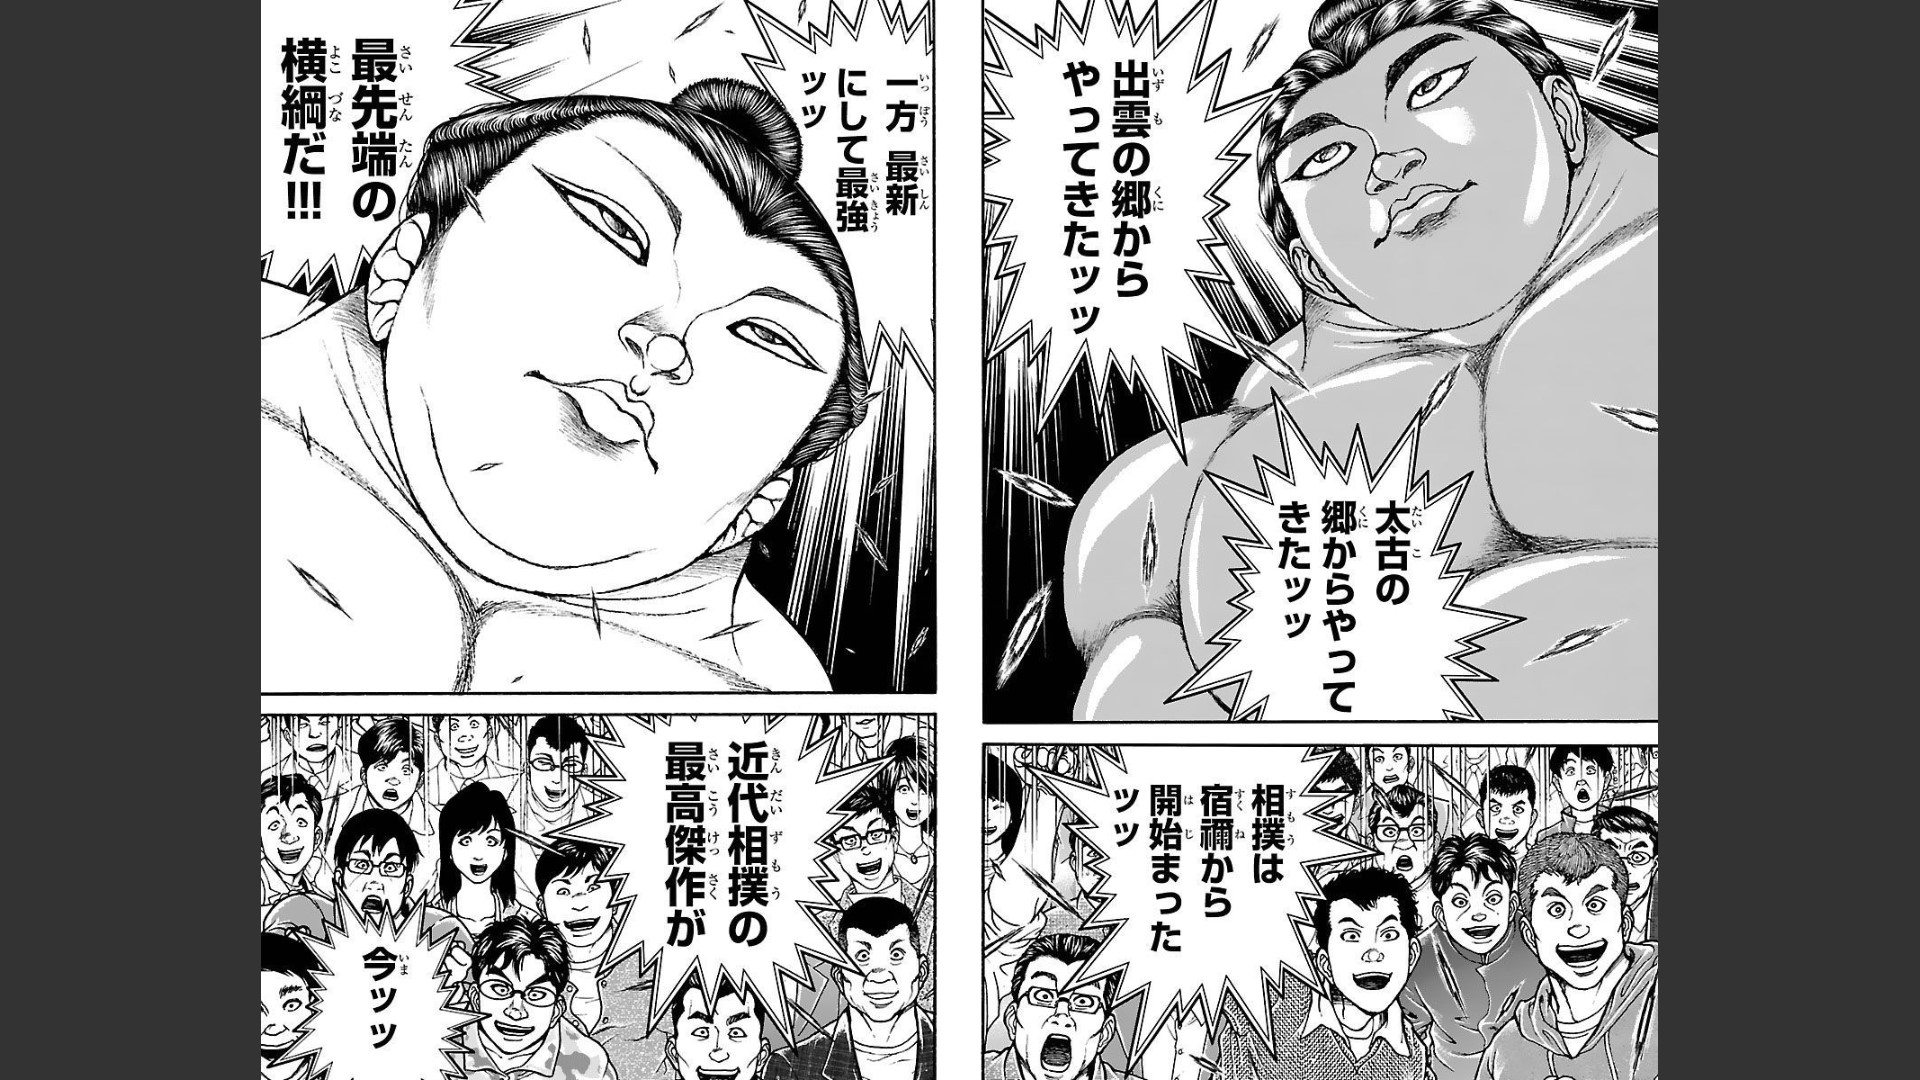 出雲の郷から
やってきたッッ
太古の
郷からやって
きたッッ
相撲は
宿禰から
開始まった
ッッ
一方 最新
にして最強
ッッ
最先端の
横綱だ!!!
近代相撲の
最高傑作が
今ッッ